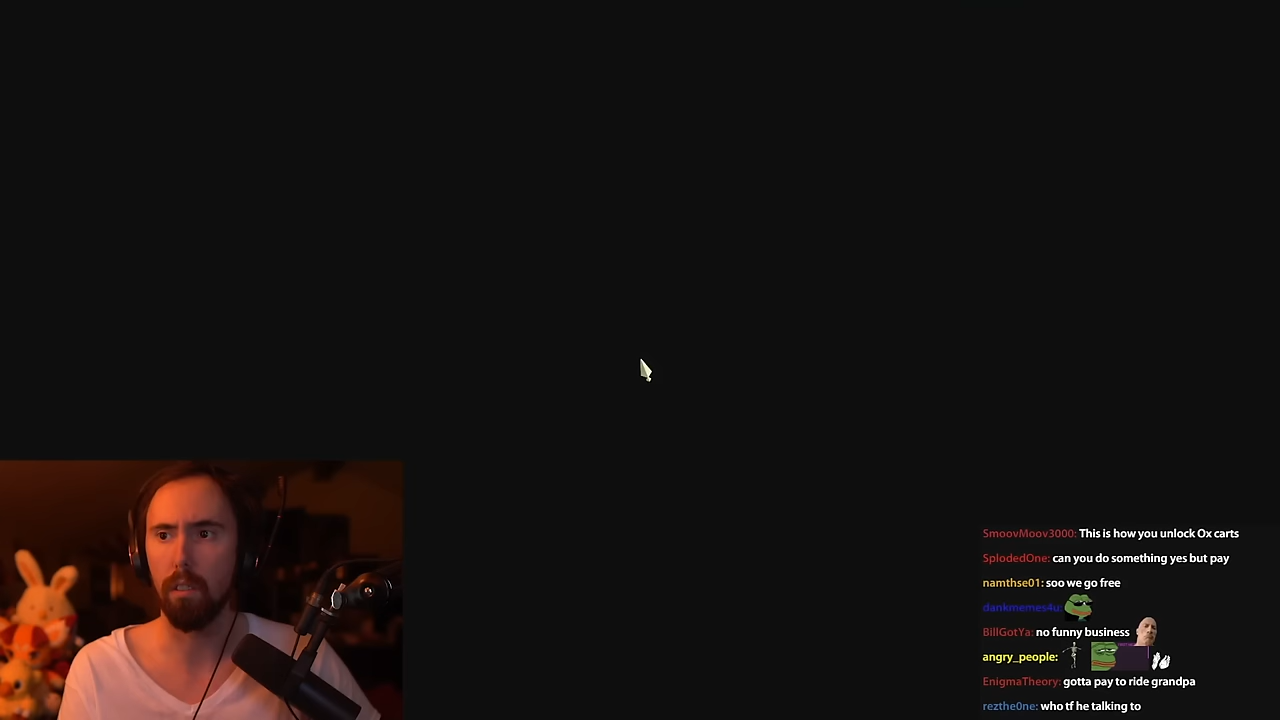 SmoovMoov3000: This is how you unlock Ox carts
SplodedOne: can you do something yes but pay
namthse01: soo we go free
dankmemes4u:
BillGotYa: no funny business
angry_people:
EnigmaTheory: gotta pay to ride grandpa
rezthe0ne: who tf he talking to